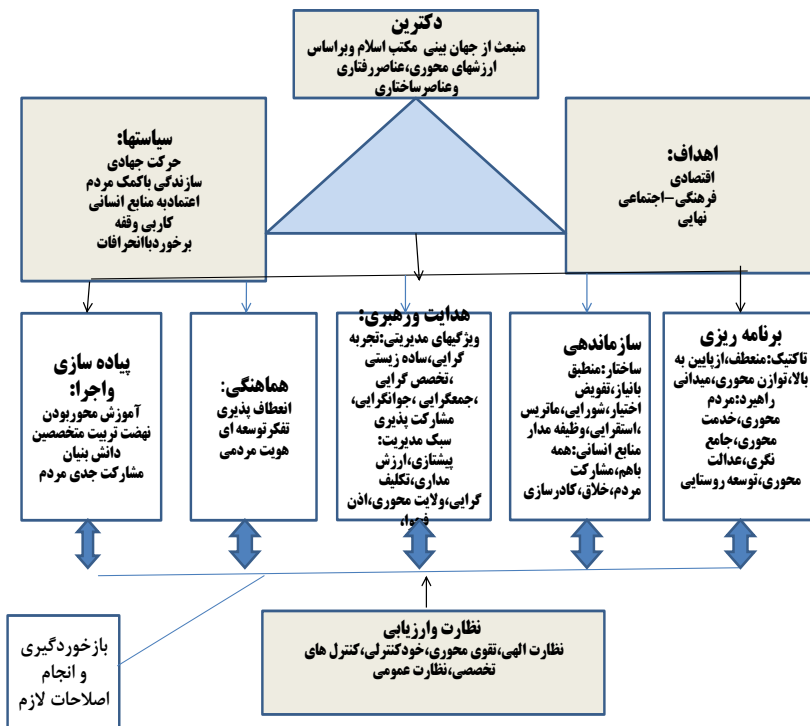 دکترین
منبعث از جهان بینی مکتب اسلام وبراساس
ارزشهای محوری،عناصررفتاری
وعناصرساختاری
اهداف:
اقتصادی
فرهنگی-اجتماعی
نهایی
سیاستها:
حرکت جهادی
سازندگی باکمک مردم
اعتمادبه منابع انسانی
کاربی وقفه
برخوردباانحرافات
برنامه ریزی
تاکتیک:منعطف،ازپایین به
بالا،توازن محوری،میدانی
راهبرد:مردم
محوری،خدمت
محوری،جامع
نگری،عدالت
محوری،توسعه روستایی
سازماندهی
ساختار:منطبق
بانیاز،تفویض
اختیار،شورایی،ماتریس
،استقرایی،وظیفه مدار
منابع انسانی:همه
باهم،مشارکت
مردم،خلاق،کادرسازی
هدایت ورهبری:
ویژگیهای مدیریتی:تجربه
گرایی،ساده زیستی
،تخصص گرایی
،جمعگرایی ،جوانگرایی،
مشارکت پذیری
سبک مدیریت:
پیشتازی،ارزش
مداری،تکلیف
گرایی،ولایت محوری،اذن
هماهنگی:
انعطاف پذیری
تفکرتوسعه ای
هویت مردمی
پیاده سازی
واجرا:
آموزش محوربودن
نهضت تربیت متخصصین
دانش بنیان
مشارکت جدی مردم
نظارت وارزیابی
نظارت الهی،تقوی محوری،خودکنترلی،کنترل های
تخصصی،نظارت عمومی
بازخوردگیری
و انجام
اصلاحات لازم